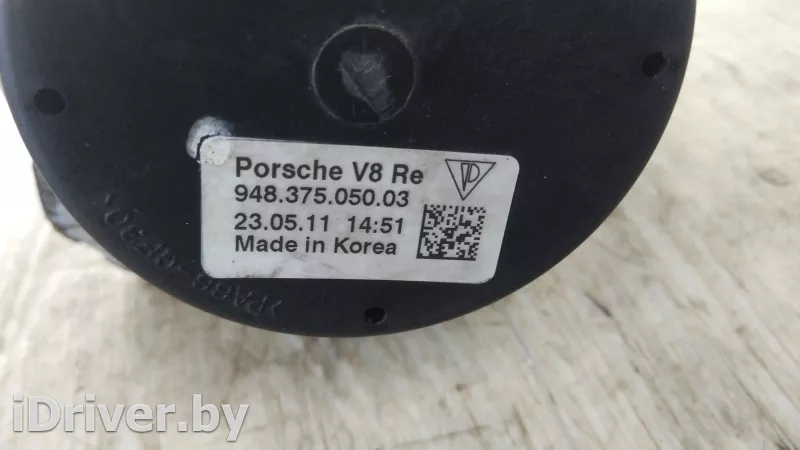 Porsche V8 Re
948.375.050.03
23.05.11 14:51
Made in Korea
iDriver.by